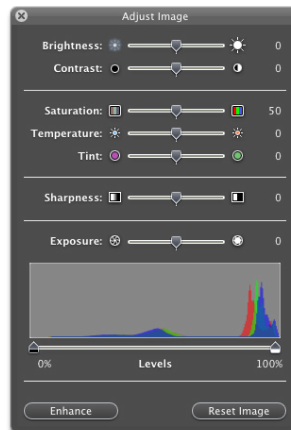 Adjust Image
Brightness: 0
Contrast: 0
Saturation: 50
Temperature: 0
Tint: 0
Sharpness: 0
Exposure: 0
0% Levels 100%
Enhance Reset Image